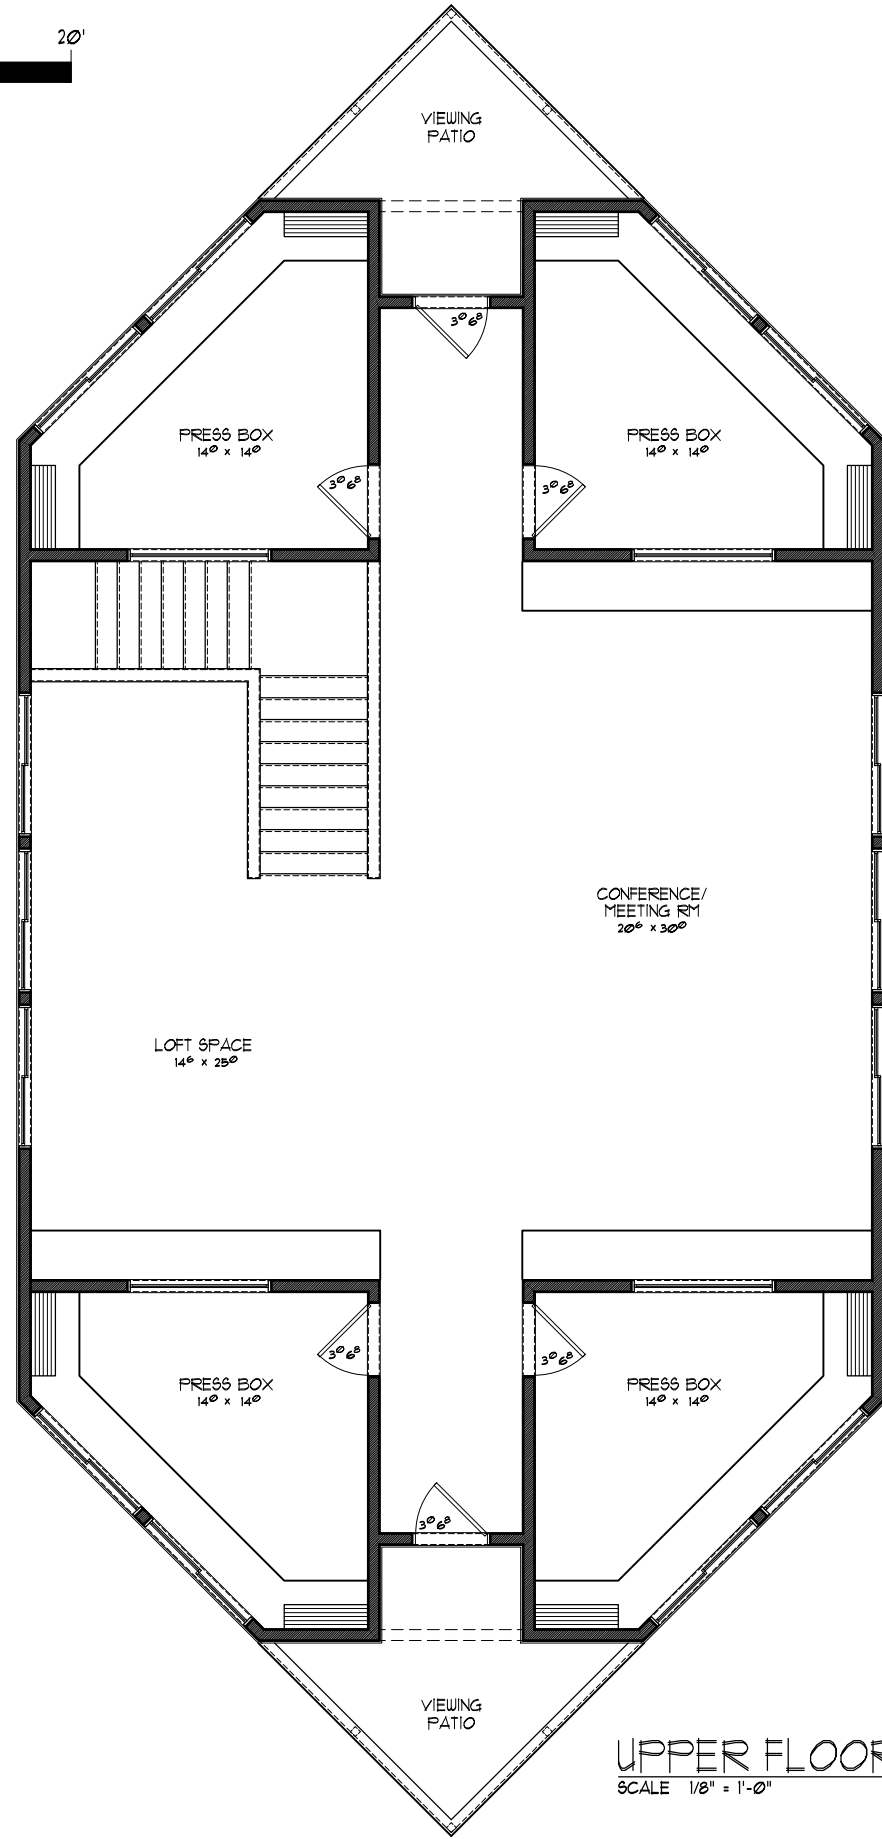 20'
VIEWING
PATIO
3⁰6⁸
PRESS BOX
14⁰ x 14⁰
PRESS BOX
14⁰ x 14⁰
3⁰6⁸
3⁰6⁸
CONFERENCE/
MEETING RM
20⁶ x 30⁰
LOFT SPACE
14⁶ x 25⁰
3⁰6⁸
3⁰6⁸
PRESS BOX
14⁰ x 14⁰
PRESS BOX
14⁰ x 14⁰
3⁰6⁸
VIEWING
PATIO
UPPER FLOOR
SCALE 1/8" = 1'-0"